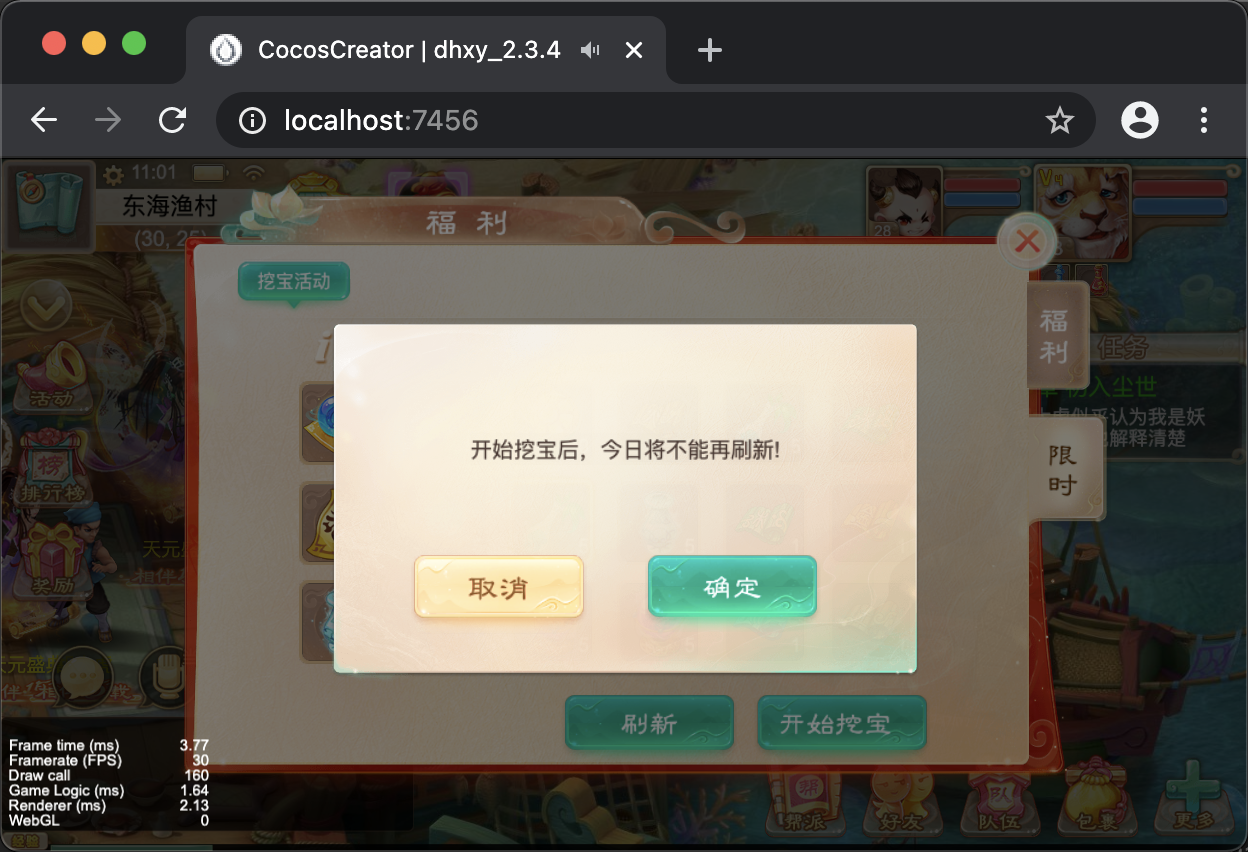 CocosCreator | dhxy_2.3.4
localhost:7456
11:01
东海渔村
(30, 25)
福 利
28
V4
挖宝活动
福利
任务
初入尘世
认为我是妖
解释清楚
限时
活动
榜
排行榜
奖励
开始挖宝后，今日将不能再刷新!
取消
确定
刷新
开始挖宝
Frame time (ms) 3.77
Framerate (FPS) 30
Draw call 160
Game Logic (ms) 1.64
Renderer (ms) 2.13
WebGL 0
经验
帮派
好友
队伍
包裹
更多